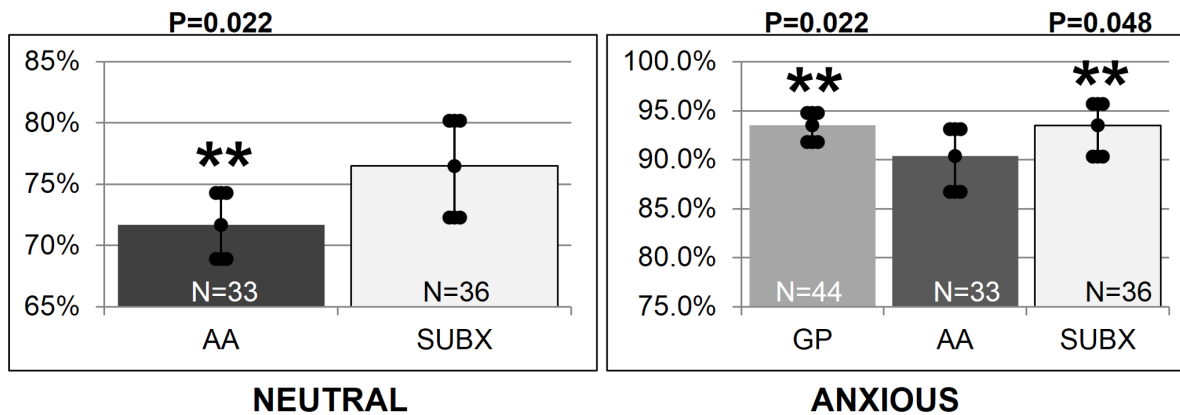 P=0.022
85%
80%
75%
70%
65%
**
N=33
N=36
AA
SUBX
NEUTRAL
P=0.022
P=0.048
100.0%
95.0%
90.0%
85.0%
80.0%
75.0%
**
**
N=44
N=33
N=36
GP
AA
SUBX
ANXIOUS